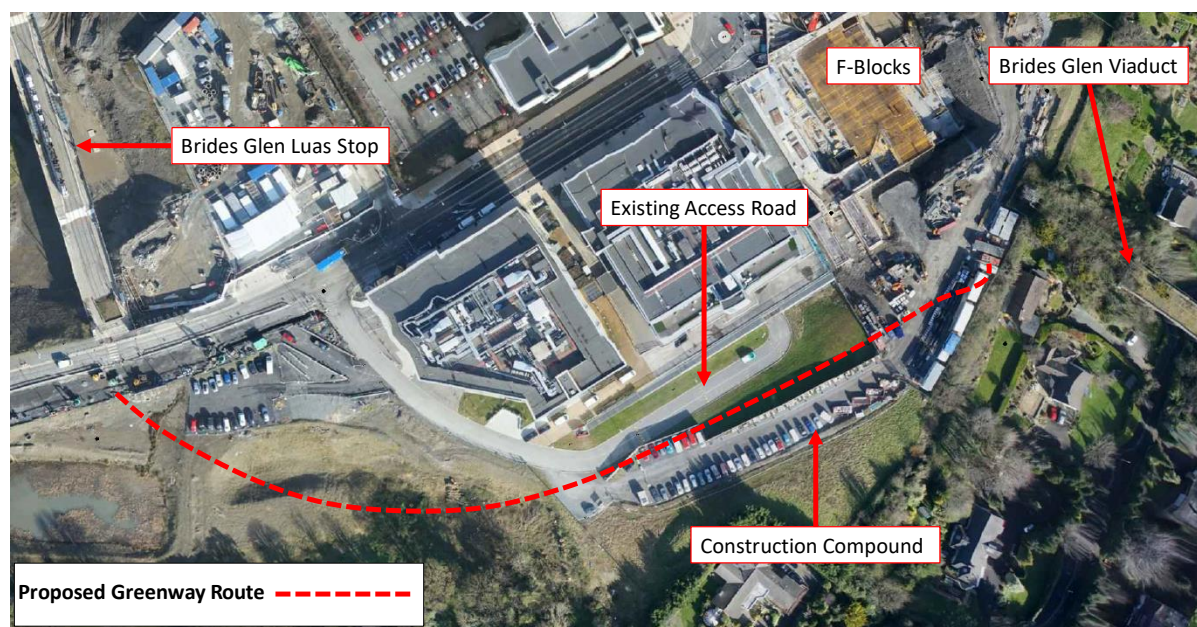 F-Blocks
Brides Glen Viaduct
Brides Glen Luas Stop
Existing Access Road
Construction Compound
Proposed Greenway Route